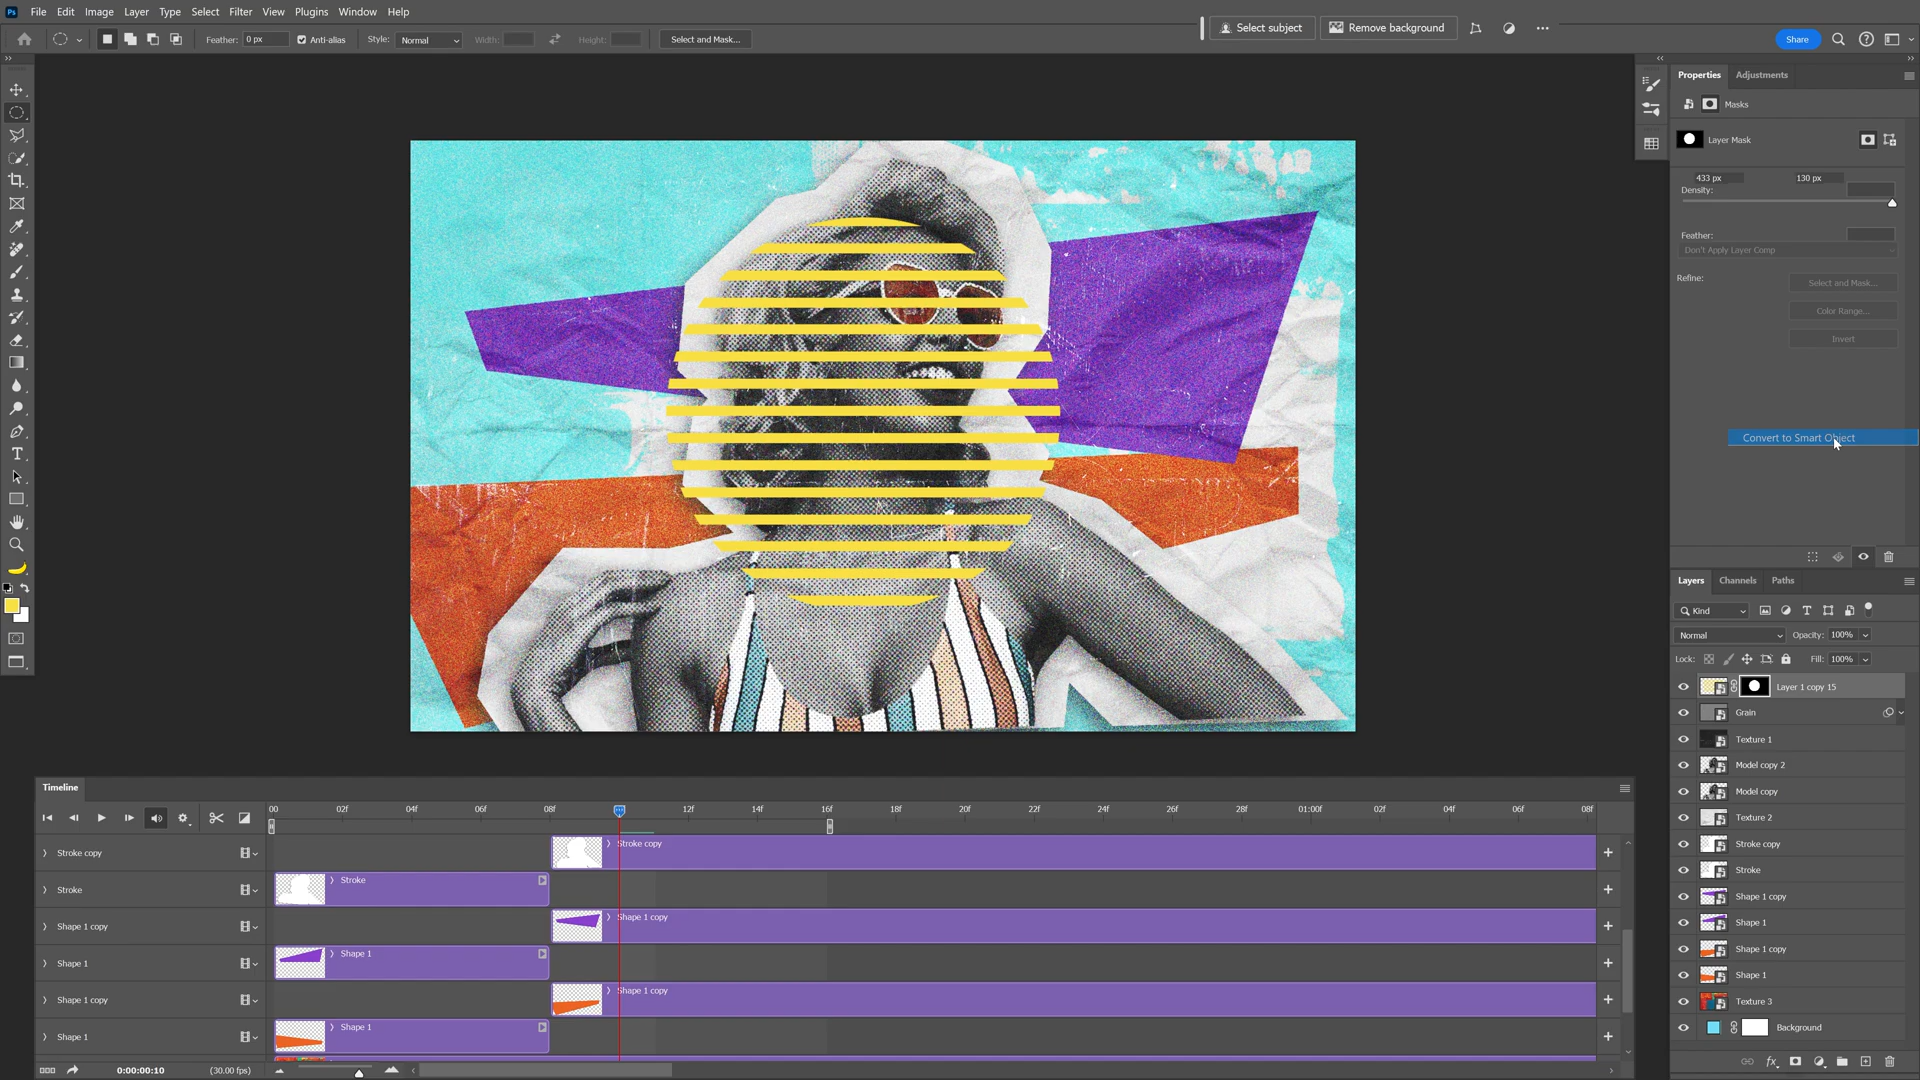 Ps File Edit Image Layer Type Select Filter View Plugins Window Help
Select subject Remove background
Feather: 0 px Anti-alias Style: Normal Width: Height: Select and Mask... Share
Properties Adjustments
Masks
Layer Mask
433 px 130 px
Density:
Feather:
Don't Apply Layer Comp
Refine: Select and Mask...
Color Range...
Invert
Convert to Smart Object
Layers Channels Paths
Kind
Normal Opacity: 100%
Lock: Fill: 100%
Layer 1 copy 15
Grain
Texture 1
Model copy 2
Model copy
Texture 2
Stroke copy
Stroke
Shape 1 copy
Shape 1
Shape 1 copy
Shape 1
Texture 3
Background
Timeline
00 02f 04f 06f 08f 12f 14f 16f 18f 20f 22f 24f 26f 28f 01:00f 02f 04f 06f 08f
Stroke copy Stroke copy
Stroke Stroke
Shape 1 copy Shape 1 copy
Shape 1 Shape 1
Shape 1 copy Shape 1 copy
Shape 1 Shape 1
0:00:00:10 (30.00 fps)